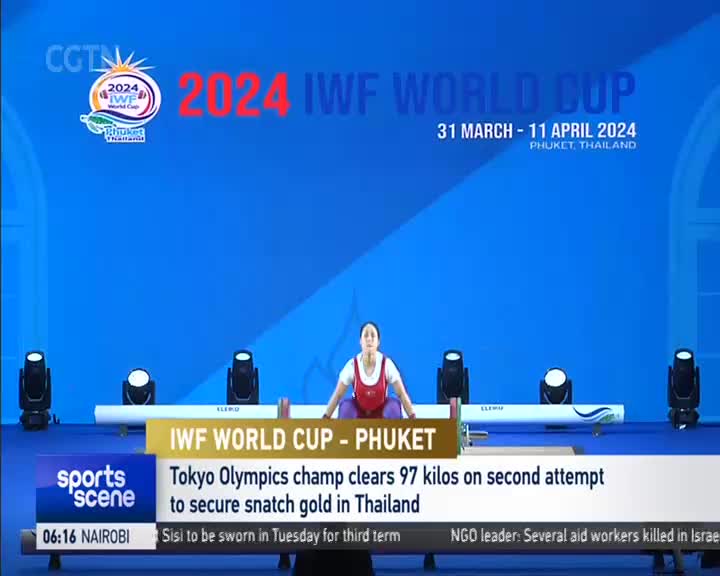 CGTN
2024
IWF
World Cup
Phuket
Thailand
2024 IWF WORLD CUP
31 MARCH - 11 APRIL 2024
PHUKET, THAILAND
ELEIKO
ELEIKO
IWF WORLD CUP - PHUKET
sports
scene
Tokyo Olympics champ clears 97 kilos on second attempt
to secure snatch gold in Thailand
06:16 NAIROBI
Sisi to be sworn in Tuesday for third term
NGO leader: Several aid workers killed in Israe